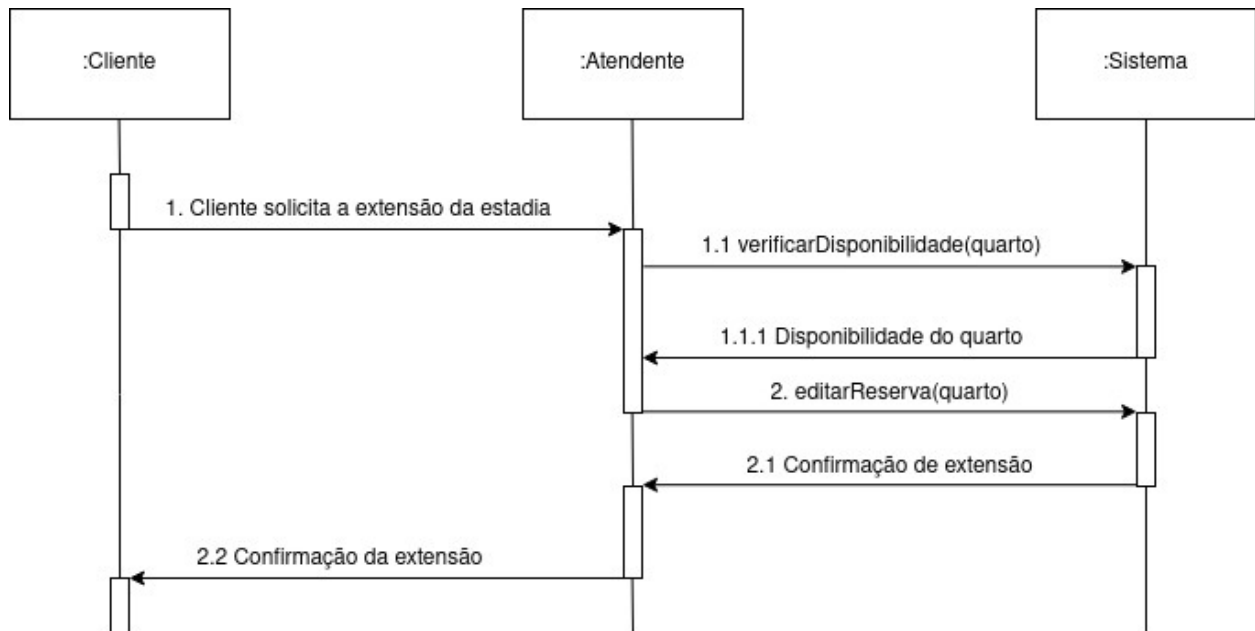 :Cliente
:Atendente
:Sistema
1. Cliente solicita a extensão da estadia
1.1 verificarDisponibilidade(quarto)
1.1.1 Disponibilidade do quarto
2. editarReserva(quarto)
2.1 Confirmação de extensão
2.2 Confirmação da extensão